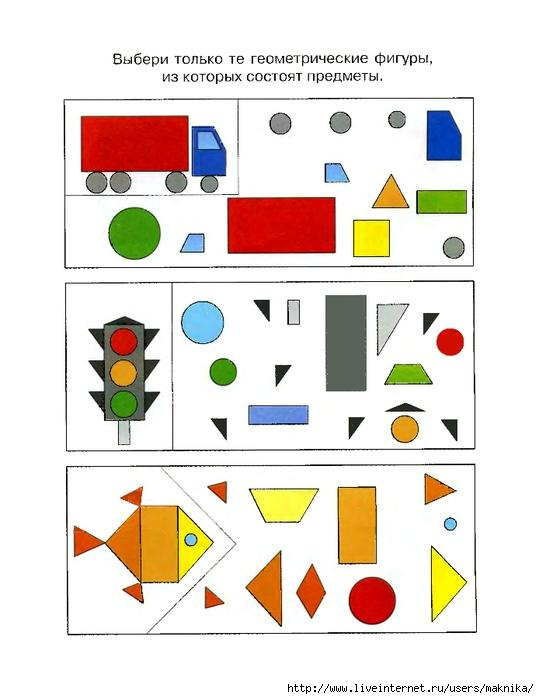 Выбери только те геометрические фигуры,
из которых состоят предметы.
http://www.liveinternet.ru/users/maknika/